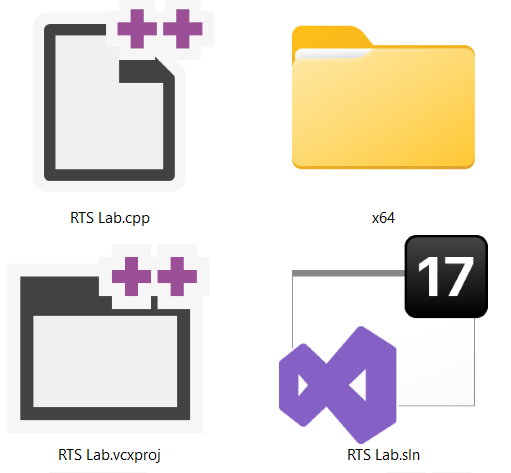 RTS Lab.cpp
x64
17
RTS Lab.vcxproj
RTS Lab.sln